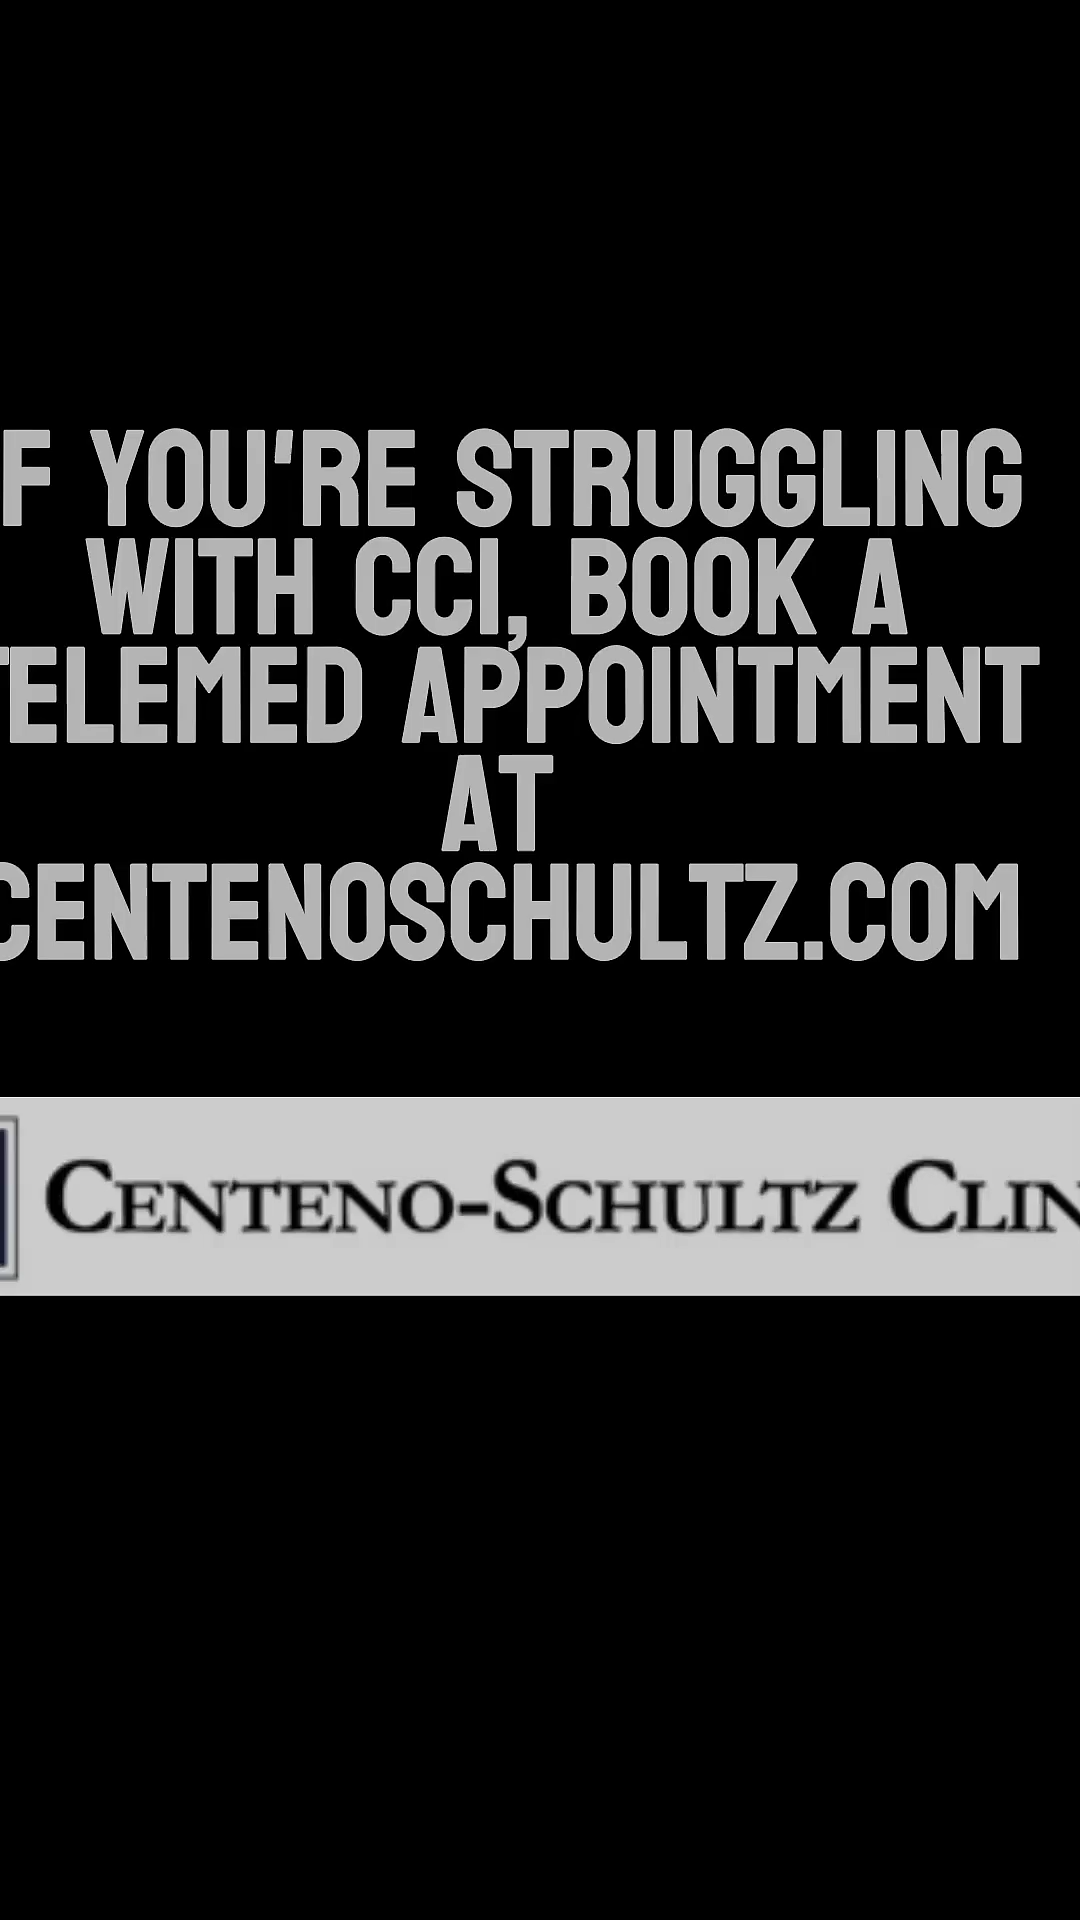 F YOU'RE STRUGGLING
WITH CCI, BOOK A
TELEMED APPOINTMENT
AT
CENTENOSCHULTZ.COM
CENTENO-SCHULTZ CLIN